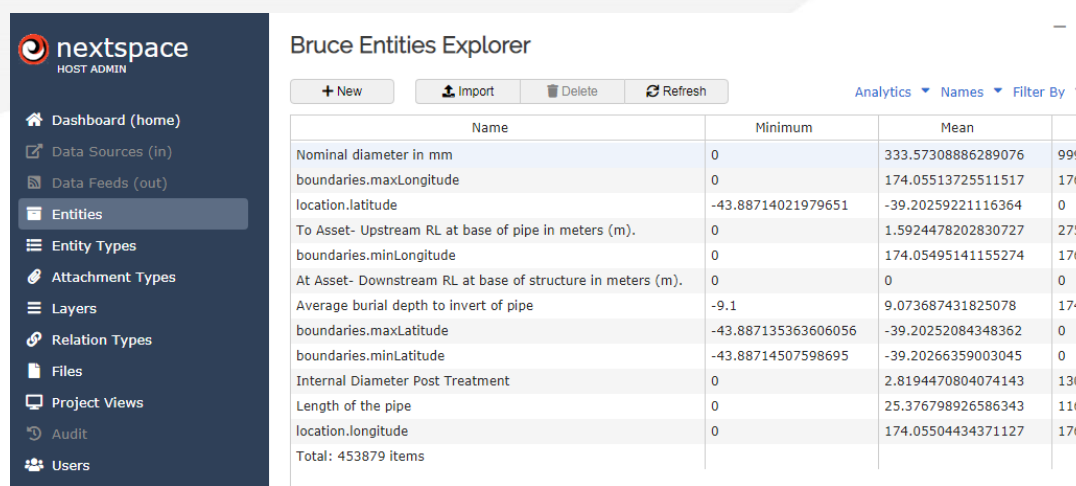 nextspace
HOST ADMIN
Dashboard (home)
Data Sources (in)
Data Feeds (out)
Entities
Entity Types
Attachment Types
Layers
Relation Types
Files
Project Views
Audit
Users
Bruce Entities Explorer
New Import Delete Refresh Analytics Names Filter By
Name Minimum Mean
Nominal diameter in mm 0 333.57308886289076
boundaries.maxLongitude 0 174.05513725511517
location.latitude -43.88714021979651 -39.20259221116364 0
To Asset- Upstream RL at base of pipe in meters (m). 0 1.5924478202830727
boundaries.minLongitude 0 174.05495141155274
At Asset- Downstream RL at base of structure in meters (m). 0 0 0
Average burial depth to invert of pipe -9.1 9.073687431825078
boundaries.maxLatitude -43.887135363606056 -39.20252084348362 0
boundaries.minLatitude -43.88714507598695 -39.20266359003045 0
Internal Diameter Post Treatment 0 2.8194470804074143
Length of the pipe 0 25.376798926586343
location.longitude 0 174.05504434371127
Total: 453879 items